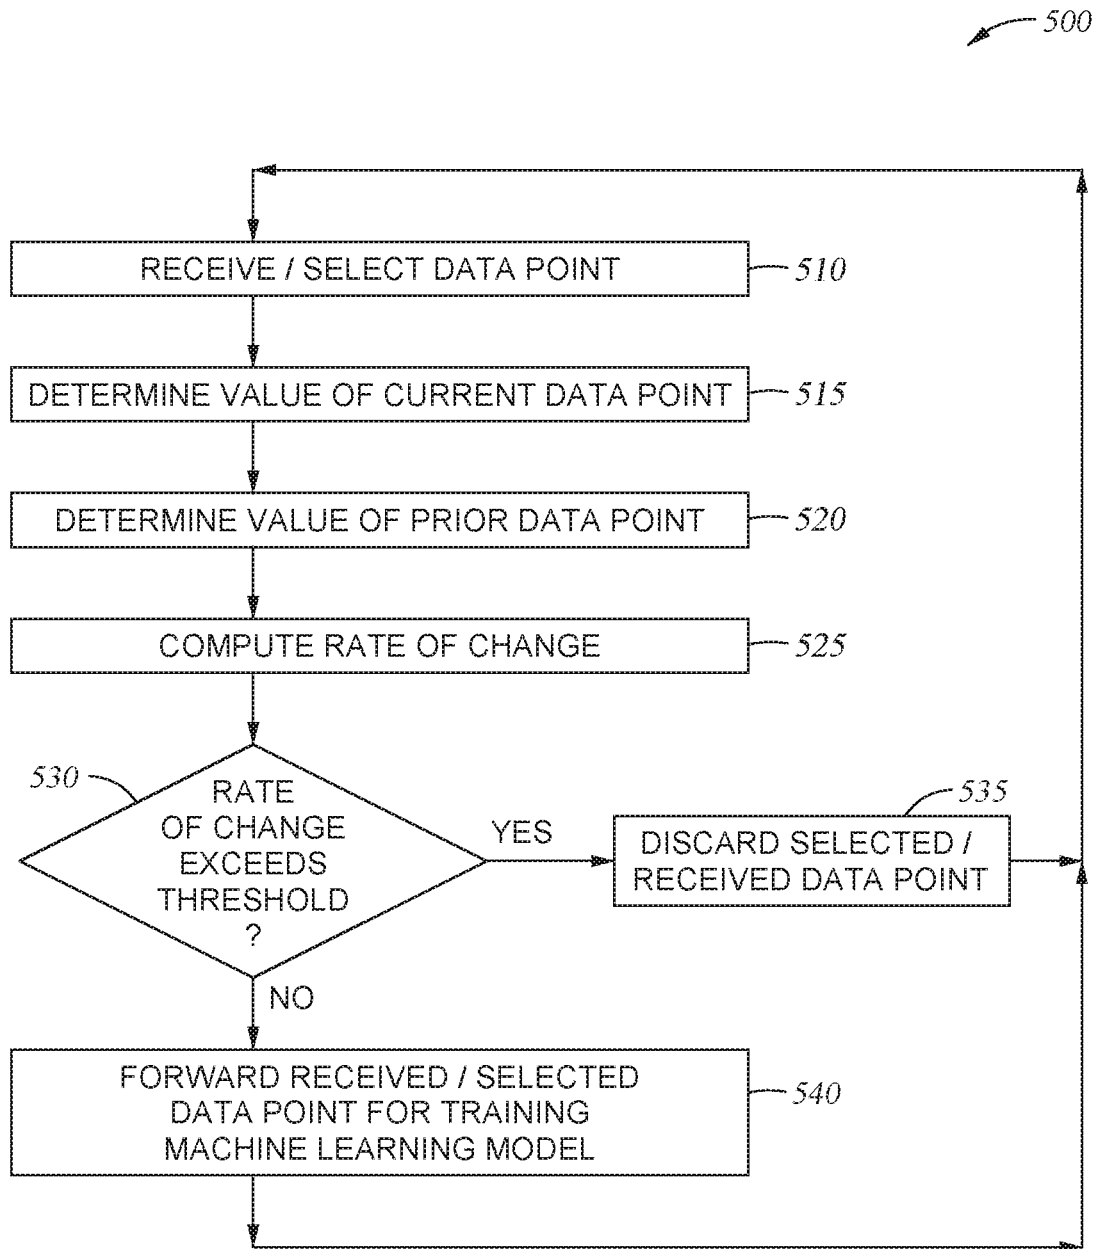 500
RECEIVE / SELECT DATA POINT
510
DETERMINE VALUE OF CURRENT DATA POINT
515
DETERMINE VALUE OF PRIOR DATA POINT
520
COMPUTE RATE OF CHANGE
525
530
RATE
OF CHANGE
EXCEEDS
THRESHOLD
?
YES
535
DISCARD SELECTED /
RECEIVED DATA POINT
NO
FORWARD RECEIVED / SELECTED
DATA POINT FOR TRAINING
MACHINE LEARNING MODEL
540